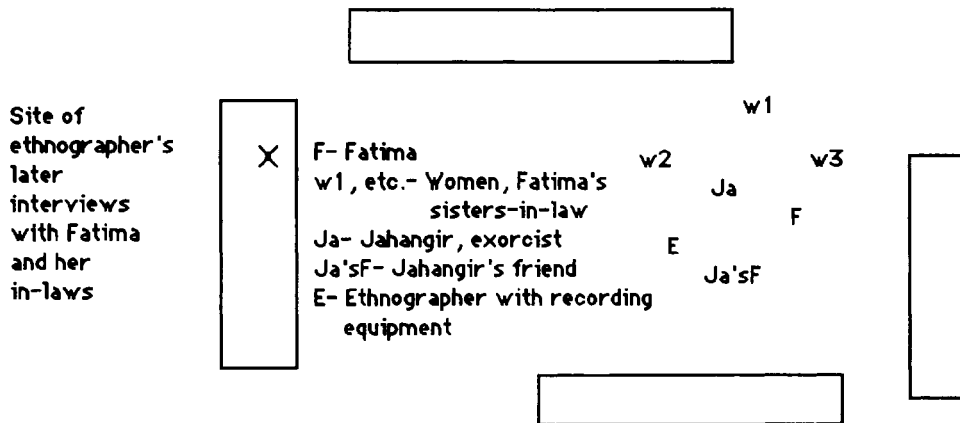 Site of
ethnographer's
later
interviews
with Fatima
and her
in-laws
X
F- Fatima
w1, etc.- Women, Fatima's
sisters-in-law
Ja- Jahangir, exorcist
Ja'sF- Jahangir's friend
E- Ethnographer with recording
equipment
w1
w2 w3
Ja
F
E
Ja'sF